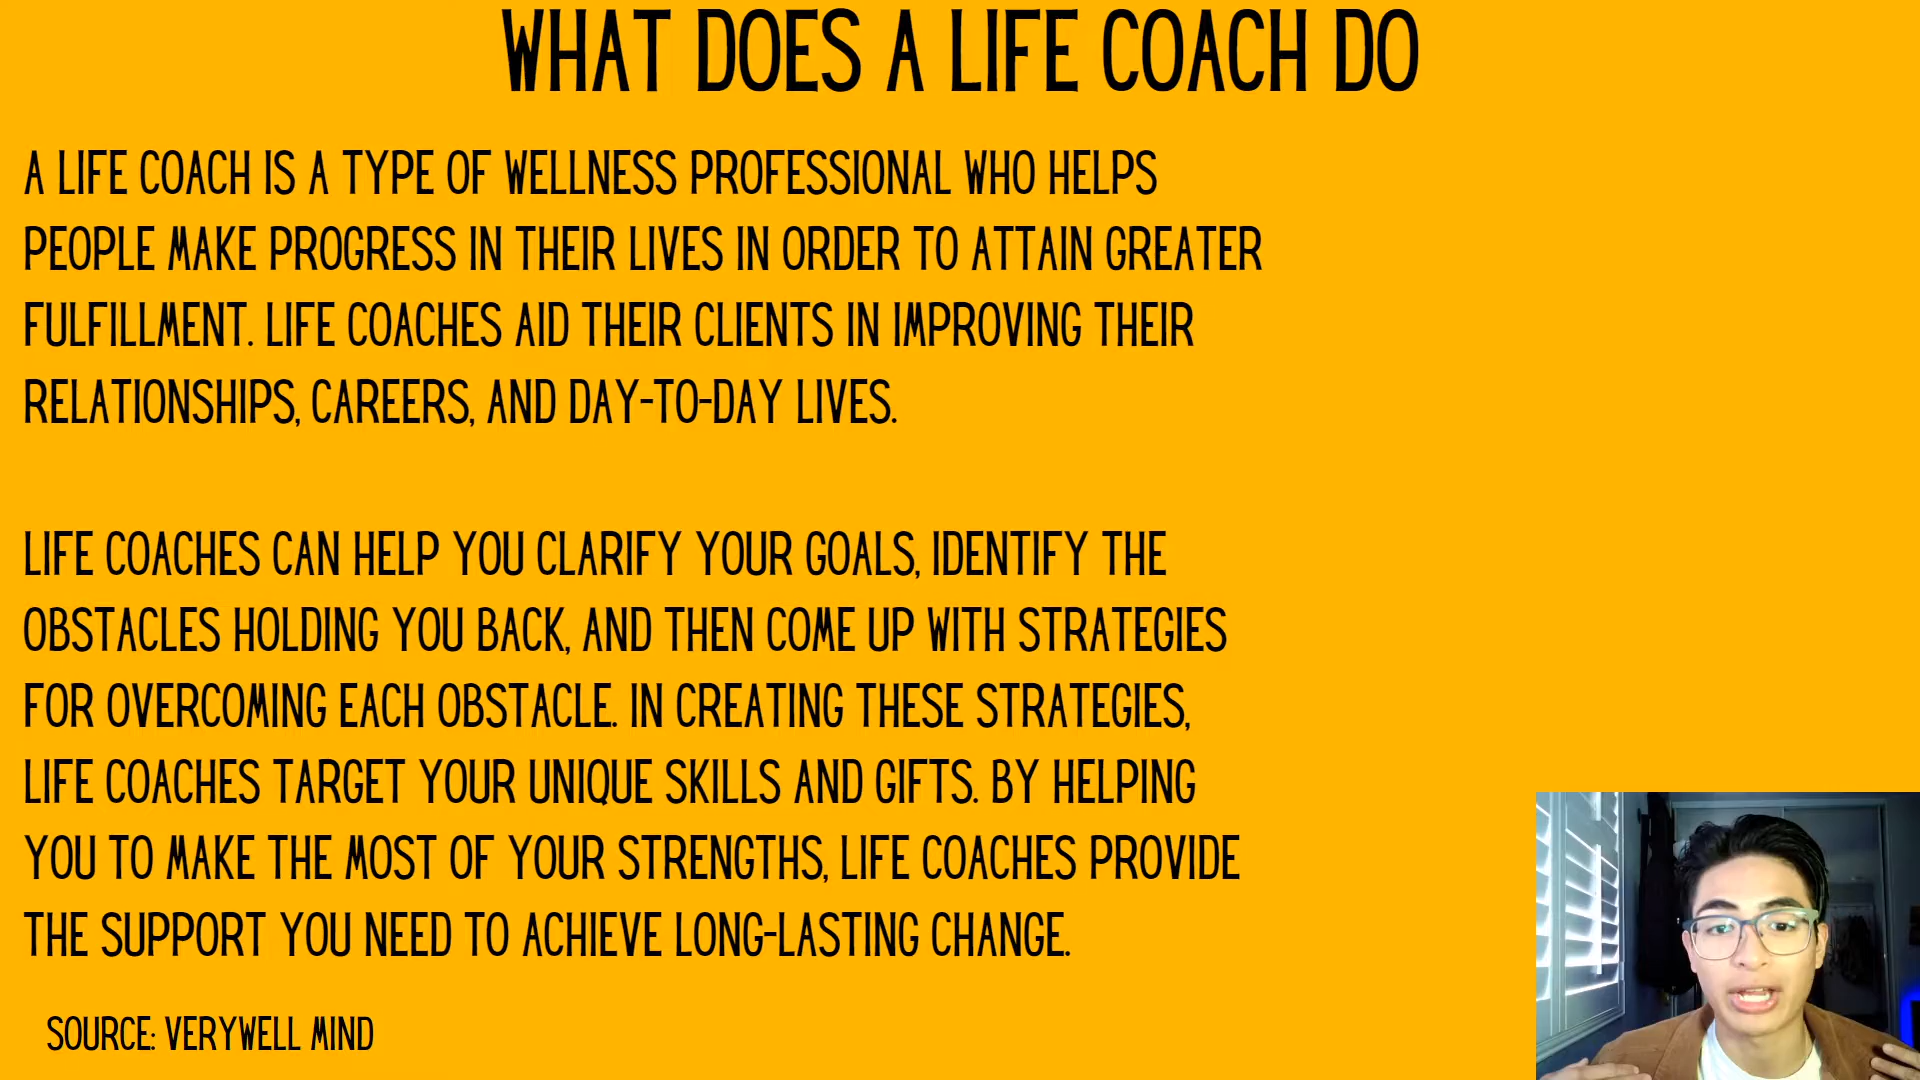 WHAT DOES A LIFE COACH DO
A LIFE COACH IS A TYPE OF WELLNESS PROFESSIONAL WHO HELPS
PEOPLE MAKE PROGRESS IN THEIR LIVES IN ORDER TO ATTAIN GREATER
FULFILLMENT. LIFE COACHES AID THEIR CLIENTS IN IMPROVING THEIR
RELATIONSHIPS, CAREERS, AND DAY-TO-DAY LIVES.
LIFE COACHES CAN HELP YOU CLARIFY YOUR GOALS, IDENTIFY THE
OBSTACLES HOLDING YOU BACK, AND THEN COME UP WITH STRATEGIES
FOR OVERCOMING EACH OBSTACLE. IN CREATING THESE STRATEGIES,
LIFE COACHES TARGET YOUR UNIQUE SKILLS AND GIFTS. BY HELPING
YOU TO MAKE THE MOST OF YOUR STRENGTHS, LIFE COACHES PROVIDE
THE SUPPORT YOU NEED TO ACHIEVE LONG-LASTING CHANGE.
SOURCE: VERYWELL MIND